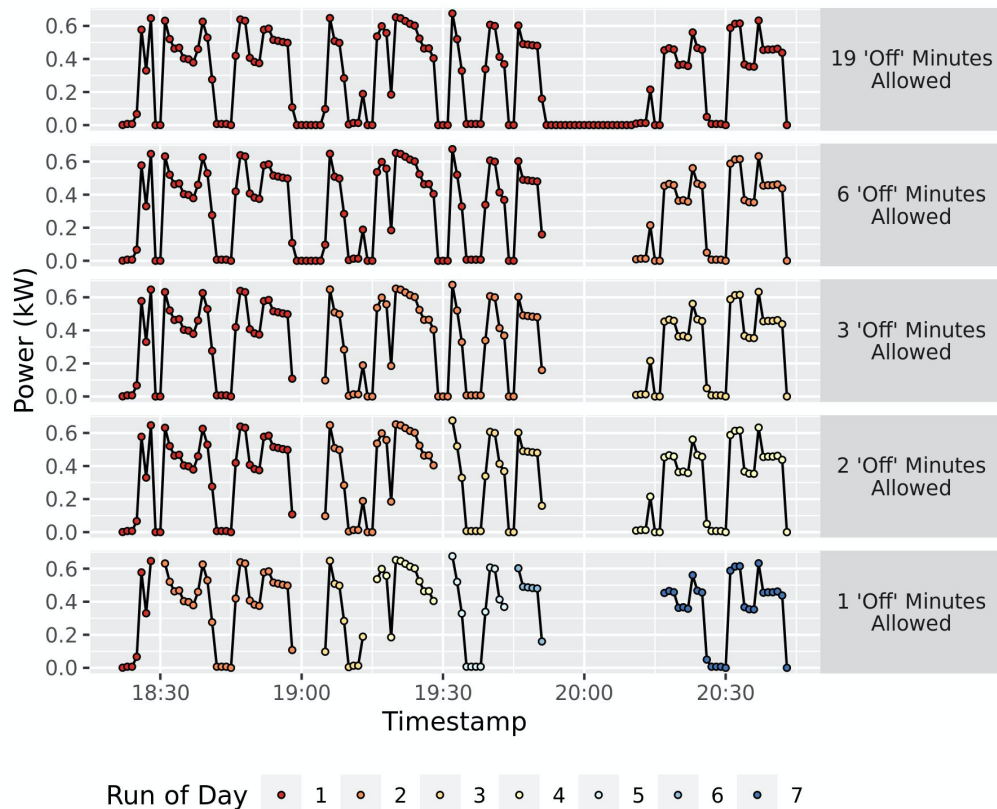 0.6
0.4
0.2
0.0
19 'Off' Minutes
Allowed
0.6
0.4
0.2
0.0
6 'Off' Minutes
Allowed
0.6
0.4
0.2
0.0
3 'Off' Minutes
Allowed
0.6
0.4
0.2
0.0
2 'Off' Minutes
Allowed
0.6
0.4
0.2
0.0
1 'Off' Minutes
Allowed
Power (kW)
18:30 19:00 19:30 20:00 20:30
Timestamp
Run of Day 1 2 3 4 5 6 7